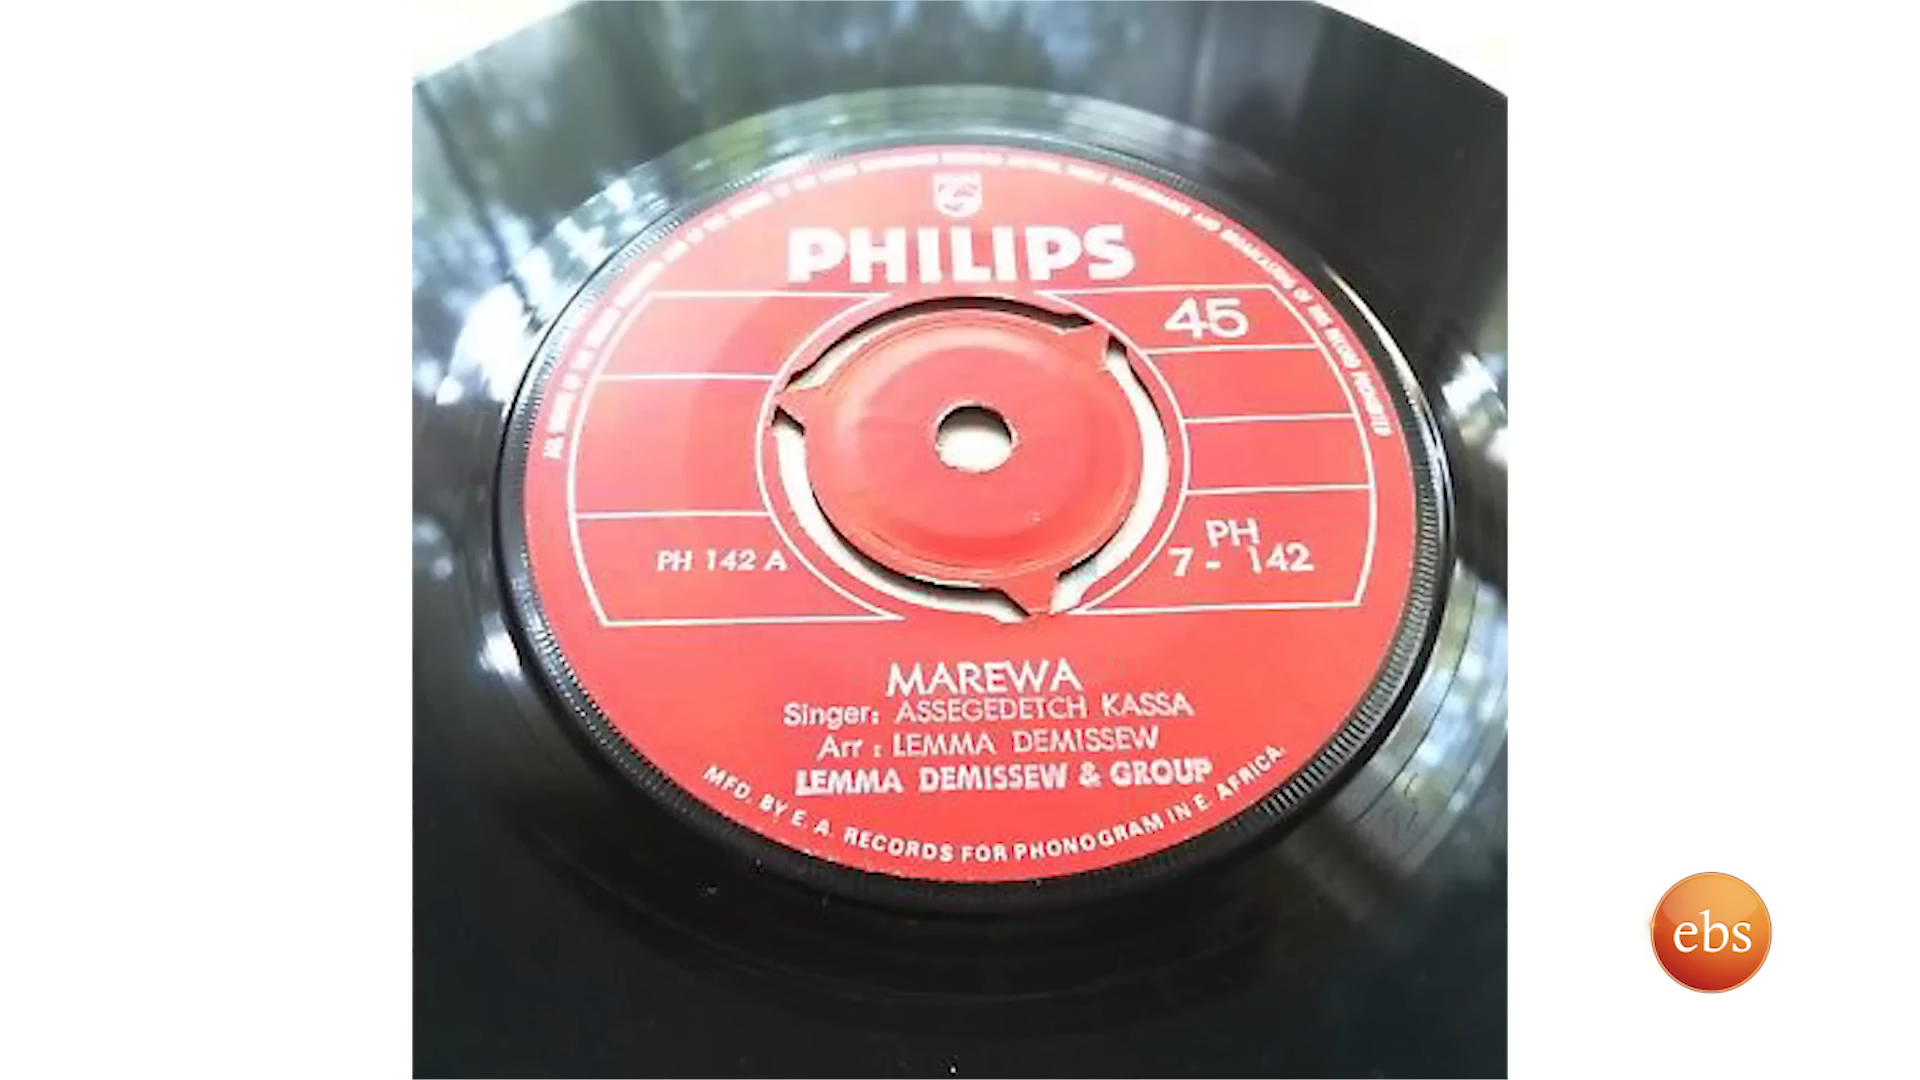 PHILIPS
45
PH 142 A
PH
7 - 142
MAREWA
Singer: ASSEGEDETCH KASSA
Arr : LEMMA DEMISSEW
LEMMA DEMISSEW & GROUP
MFD. BY E. A. RECORDS FOR PHONOGRAM IN E. AFRICA.
ebs